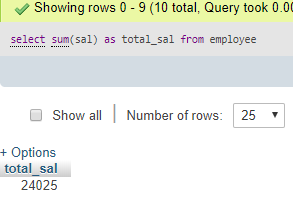 Showing rows 0 - 9 (10 total, Query took 0.00
select sum(sal) as total_sal from employee
Show all | Number of rows: 25
+ Options
total_sal
24025